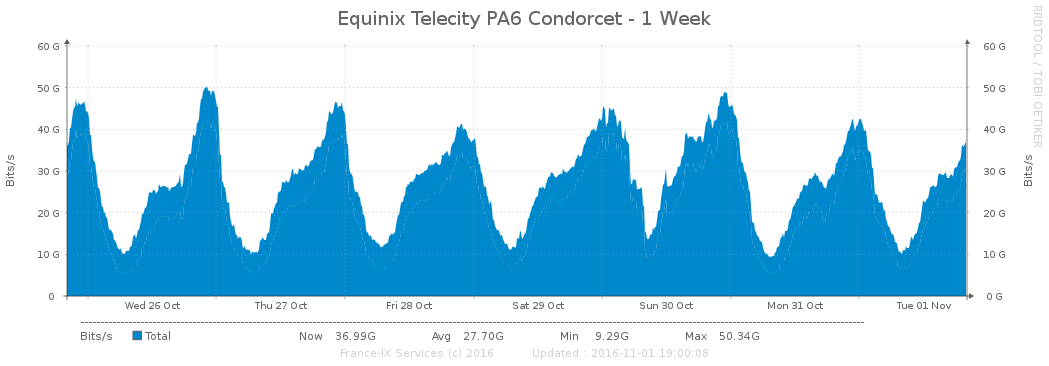 Equinix Telecity PA6 Condorcet - 1 Week
RRDTOOL / TOBI OETIKER
Bits/s
Bits/s
60 G 60 G
50 G 50 G
40 G 40 G
30 G 30 G
20 G 20 G
10 G 10 G
0 0 G
Wed 26 Oct Thu 27 Oct Fri 28 Oct Sat 29 Oct Sun 30 Oct Mon 31 Oct Tue 01 Nov
Bits/s Total Now 36.99G Avg 27.70G Min 9.29G Max 50.34G
France-IX Services (c) 2016 Updated : 2016-11-01 19:00:08